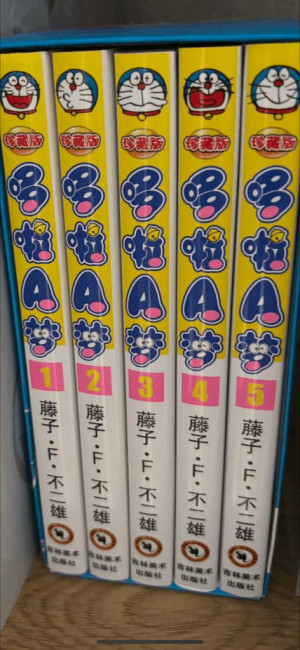 珍藏版
哆啦A梦
1
藤子·F·不二雄
吉林美术
出版社
珍藏版
哆啦A梦
2
藤子·F·不二雄
吉林美术
出版社
珍藏版
哆啦A梦
3
藤子·F·不二雄
吉林美术
出版社
珍藏版
哆啦A梦
4
藤子·F·不二雄
吉林美术
出版社
珍藏版
哆啦A梦
5
藤子·F·不二雄
吉林美术
出版社